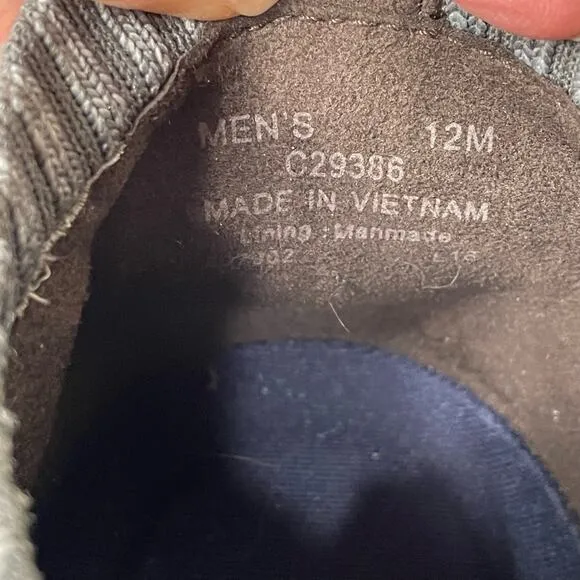 MEN'S 12M
C29386
MADE IN VIETNAM
Lining : Manmade